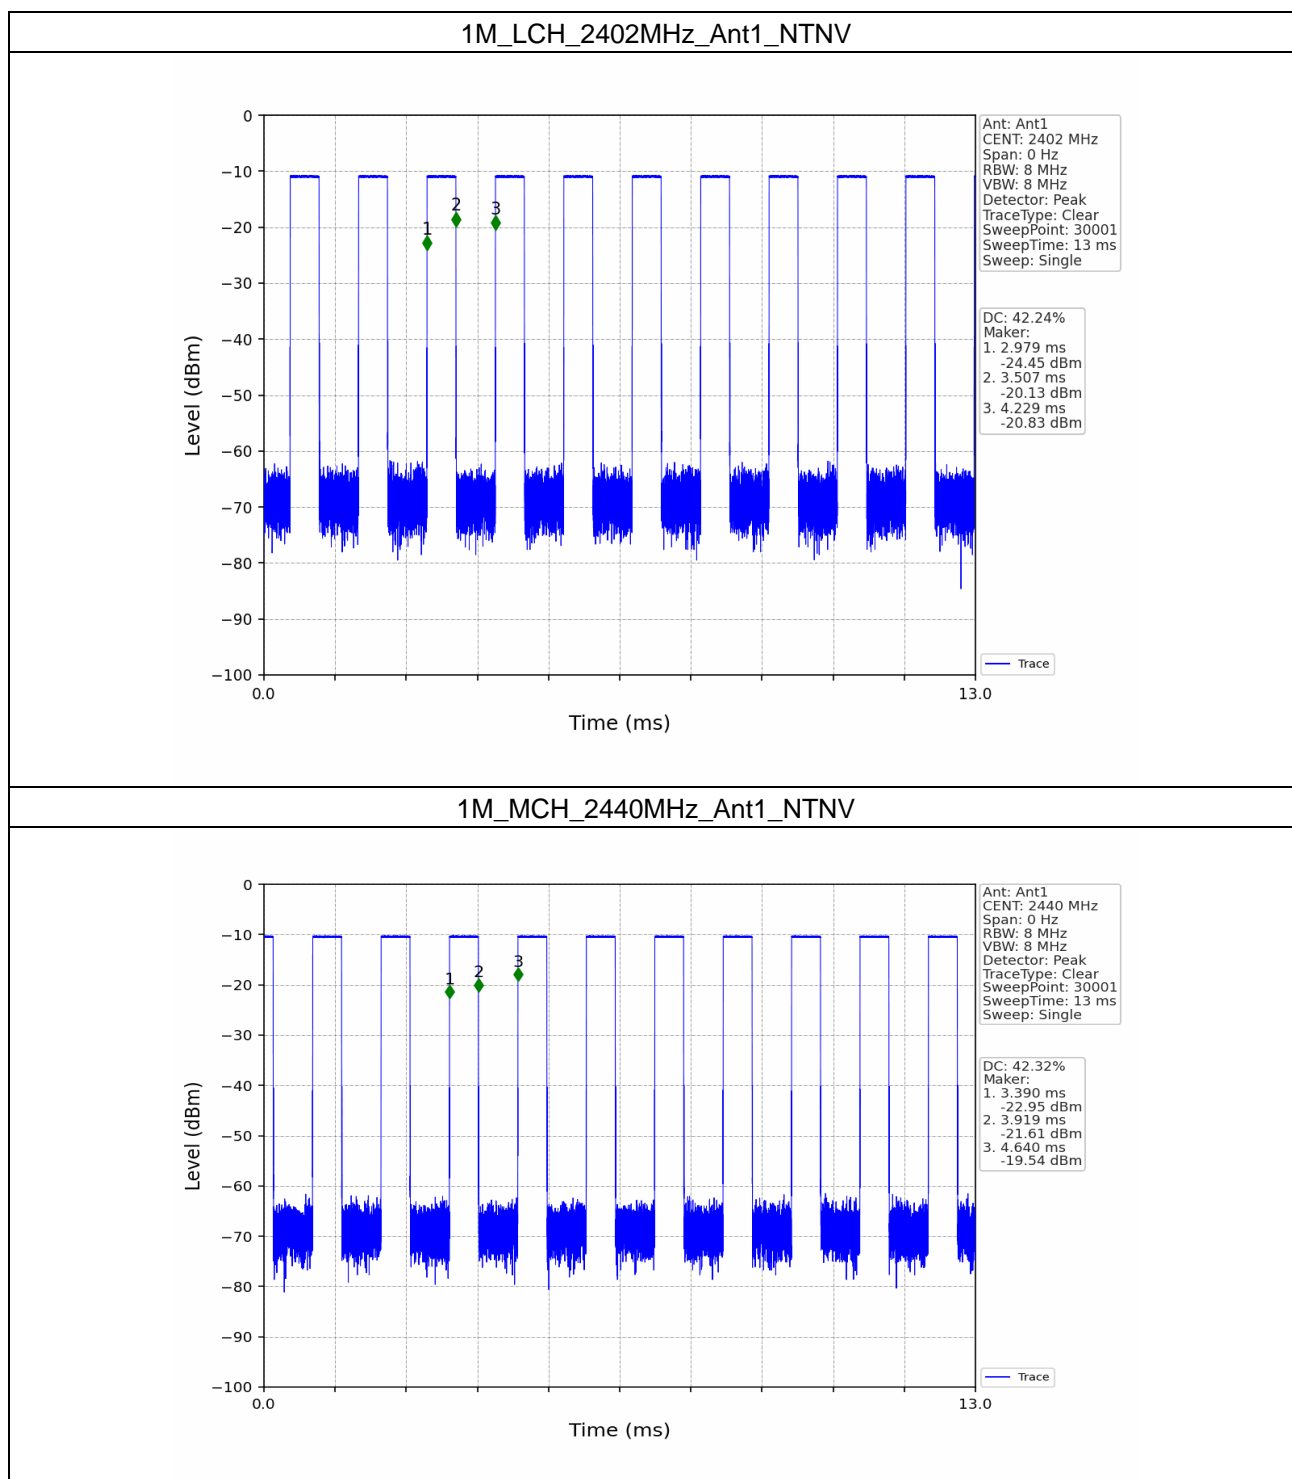 1M_LCH_2402MHz_Ant1_NTNV
0
−10
−20
−30
−40
−50
−60
−70
−80
−90
−100
Level (dBm)
1
2
3
0.0
13.0
Time (ms)
Ant: Ant1
CENT: 2402 MHz
Span: 0 Hz
RBW: 8 MHz
VBW: 8 MHz
Detector: Peak
TraceType: Clear
SweepPoint: 30001
SweepTime: 13 ms
Sweep: Single
DC: 42.24%
Maker:
1. 2.979 ms
-24.45 dBm
2. 3.507 ms
-20.13 dBm
3. 4.229 ms
-20.83 dBm
Trace
1M_MCH_2440MHz_Ant1_NTNV
0
−10
−20
−30
−40
−50
−60
−70
−80
−90
−100
Level (dBm)
1
2
3
0.0
13.0
Time (ms)
Ant: Ant1
CENT: 2440 MHz
Span: 0 Hz
RBW: 8 MHz
VBW: 8 MHz
Detector: Peak
TraceType: Clear
SweepPoint: 30001
SweepTime: 13 ms
Sweep: Single
DC: 42.32%
Maker:
1. 3.390 ms
-22.95 dBm
2. 3.919 ms
-21.61 dBm
3. 4.640 ms
-19.54 dBm
Trace